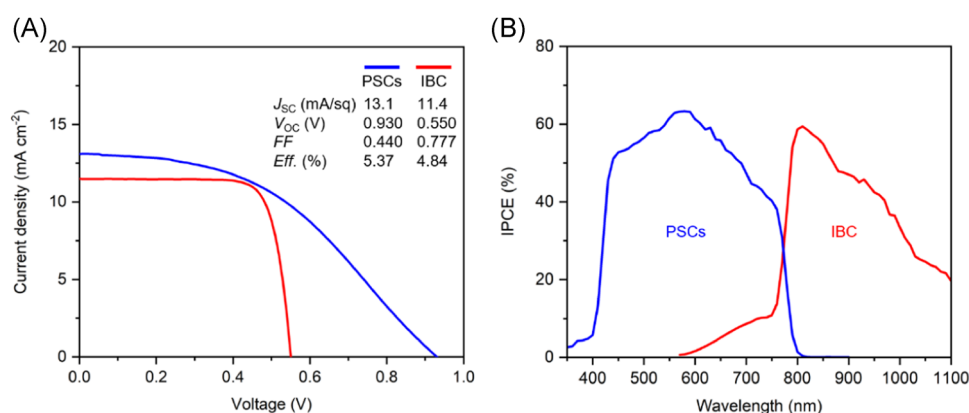 (A)
20
15
10
5
0
Current density (mA cm-2)
0.0 0.2 0.4 0.6 0.8 1.0
Voltage (V)
PSCs IBC
JSC (mA/sq) 13.1 11.4
VOC (V) 0.930 0.550
FF 0.440 0.777
Eff. (%) 5.37 4.84
(B)
80
60
40
20
0
IPCE (%)
PSCs IBC
400 500 600 700 800 900 1000 1100
Wavelength (nm)